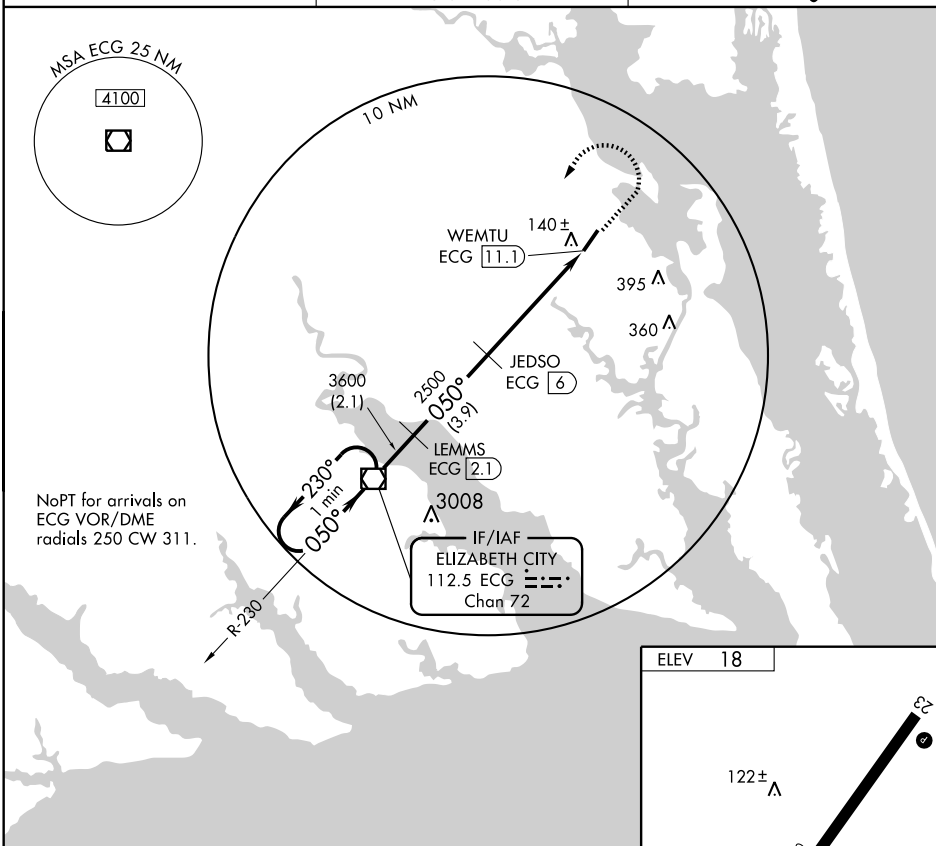 MSA ECG 25 NM
4100
10 NM
WEMTU
ECG 11.1
140±
395
360
JEDSO
ECG 6
3600
(2.1)
2500
050°
(3.9)
LEMMS
ECG 2.1
230°
1 min
050°
NoPT for arrivals on
ECG VOR/DME
radials 250 CW 311.
3008
IF/IAF
ELIZABETH CITY
112.5 ECG
Chan 72
R-230
ELEV 18
23
P
122±